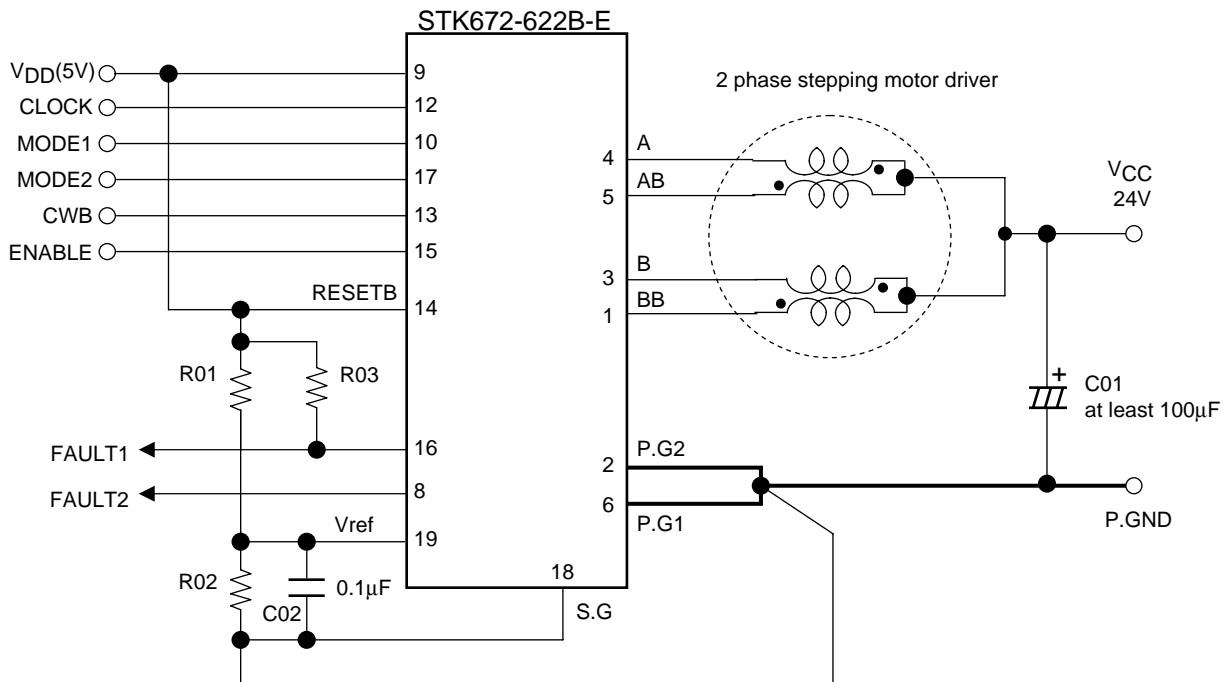 STK672-622B-E
VDD(5V)
9
CLOCK
12
MODE1
10
MODE2
17
CWB
13
ENABLE
15
RESETB
14
R01
R03
FAULT1
16
FAULT2
8
Vref
19
R02
C02
0.1μF
18
S.G
2 phase stepping motor driver
4
A
5
AB
3
B
1
BB
VCC
24V
+
C01
at least 100μF
2
P.G2
6
P.G1
P.GND